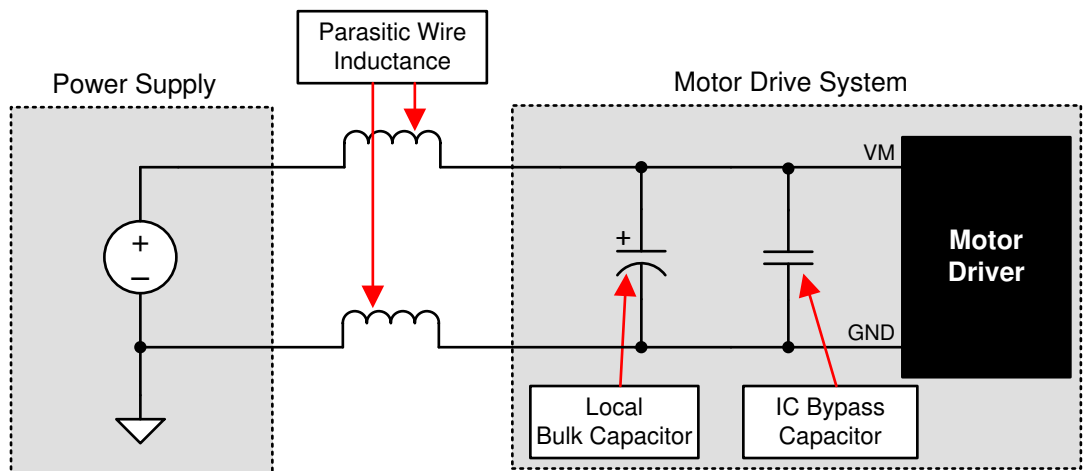 Parasitic Wire
Inductance
Power Supply
Motor Drive System
VM
+
–
+
Motor
Driver
GND
Local
Bulk Capacitor
IC Bypass
Capacitor